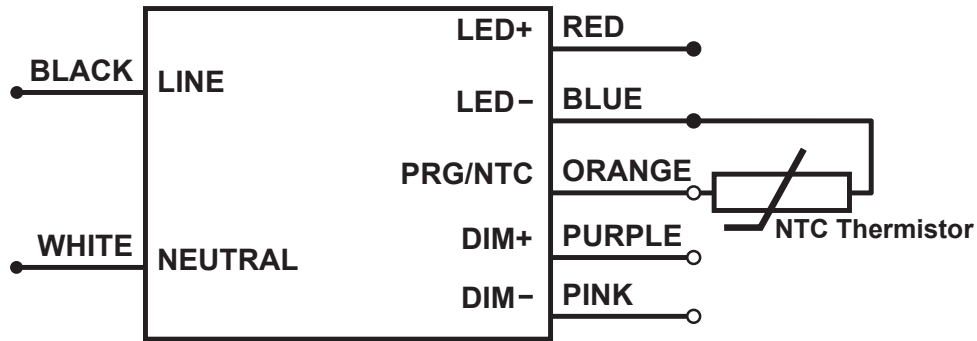 LED+ RED
BLACK LINE
LED− BLUE
PRG/NTC ORANGE
NTC Thermistor
DIM+ PURPLE
WHITE NEUTRAL
DIM− PINK